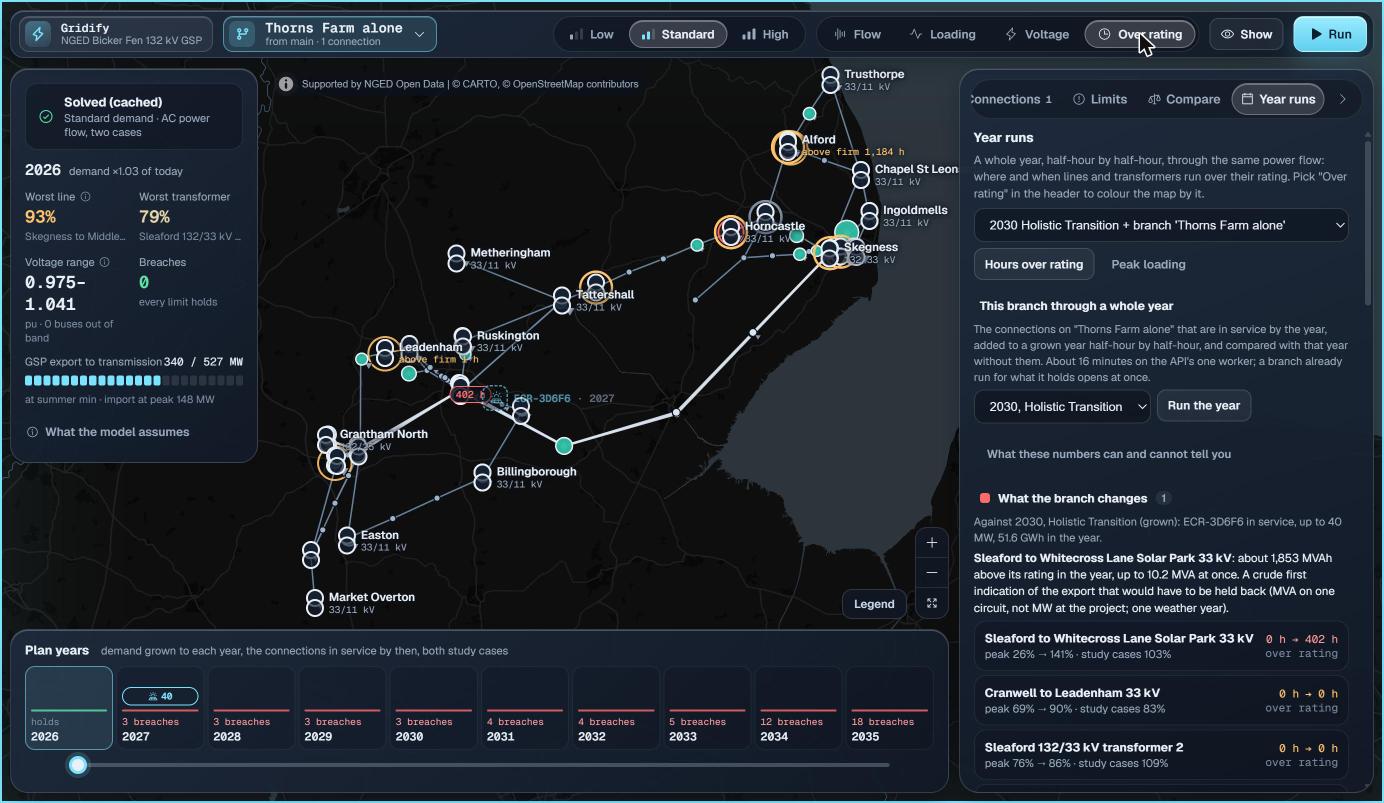 Gridify
NGED Bicker Fen 132 kV GSP
Thorns Farm alone
from main · 1 connection
Low
Standard
High
Flow
Loading
Voltage
Over rating
Show
Run
Solved (cached)
Standard demand · AC power
flow, two cases
2026 demand ×1.03 of today
Worst line
93%
Skegness to Middle…
Worst transformer
79%
Sleaford 132/33 kV …
Voltage range
0.975–
1.041
pu · 0 buses out of
band
Breaches
0
every limit holds
GSP export to transmission 340 / 527 MW
at summer min · import at peak 148 MW
What the model assumes
Supported by NGED Open Data | © CARTO, © OpenStreetMap contributors
Trusthorpe
33/11 kV
Alford
above firm 1,184 h
Chapel St Leon
33/11 kV
Ingoldmells
33/11 kV
Horncastle
33/11 kV
Skegness
132/33 kV
Metheringham
33/11 kV
Tattershall
33/11 kV
Ruskington
33/11 kV
Leadenham
402 h
ECR-3D6F6 · 2027
Grantham North
Billingborough
33/11 kV
Easton
33/11 kV
Market Overton
33/11 kV
Legend
Connections 1
Limits
Compare
Year runs
Year runs
A whole year, half-hour by half-hour, through the same power flow:
where and when lines and transformers run over their rating. Pick "Over
rating" in the header to colour the map by it.
2030 Holistic Transition + branch 'Thorns Farm alone'
Hours over rating
Peak loading
This branch through a whole year
The connections on "Thorns Farm alone" that are in service by the year,
added to a grown year half-hour by half-hour, and compared with that year
without them. About 16 minutes on the API's one worker; a branch already
run for what it holds opens at once.
2030, Holistic Transition
Run the year
What these numbers can and cannot tell you
What the branch changes 1
Against 2030, Holistic Transition (grown): ECR-3D6F6 in service, up to 40
MW, 51.6 GWh in the year.
Sleaford to Whitecross Lane Solar Park 33 kV: about 1,853 MVAh
above its rating in the year, up to 10.2 MVA at once. A crude first
indication of the export that would have to be held back (MVA on one
circuit, not MW at the project; one weather year).
Sleaford to Whitecross Lane Solar Park 33 kV 0 h → 402 h
peak 26% → 141% · study cases 103% over rating
Cranwell to Leadenham 33 kV 0 h → 0 h
peak 69% → 90% · study cases 83% over rating
Sleaford 132/33 kV transformer 2 0 h → 0 h
peak 76% → 86% · study cases 109% over rating
Plan years demand grown to each year, the connections in service by then, both study cases
40
holds
2026
3 breaches
2027
3 breaches
2028
3 breaches
2029
3 breaches
2030
4 breaches
2031
4 breaches
2032
5 breaches
2033
12 breaches
2034
18 breaches
2035